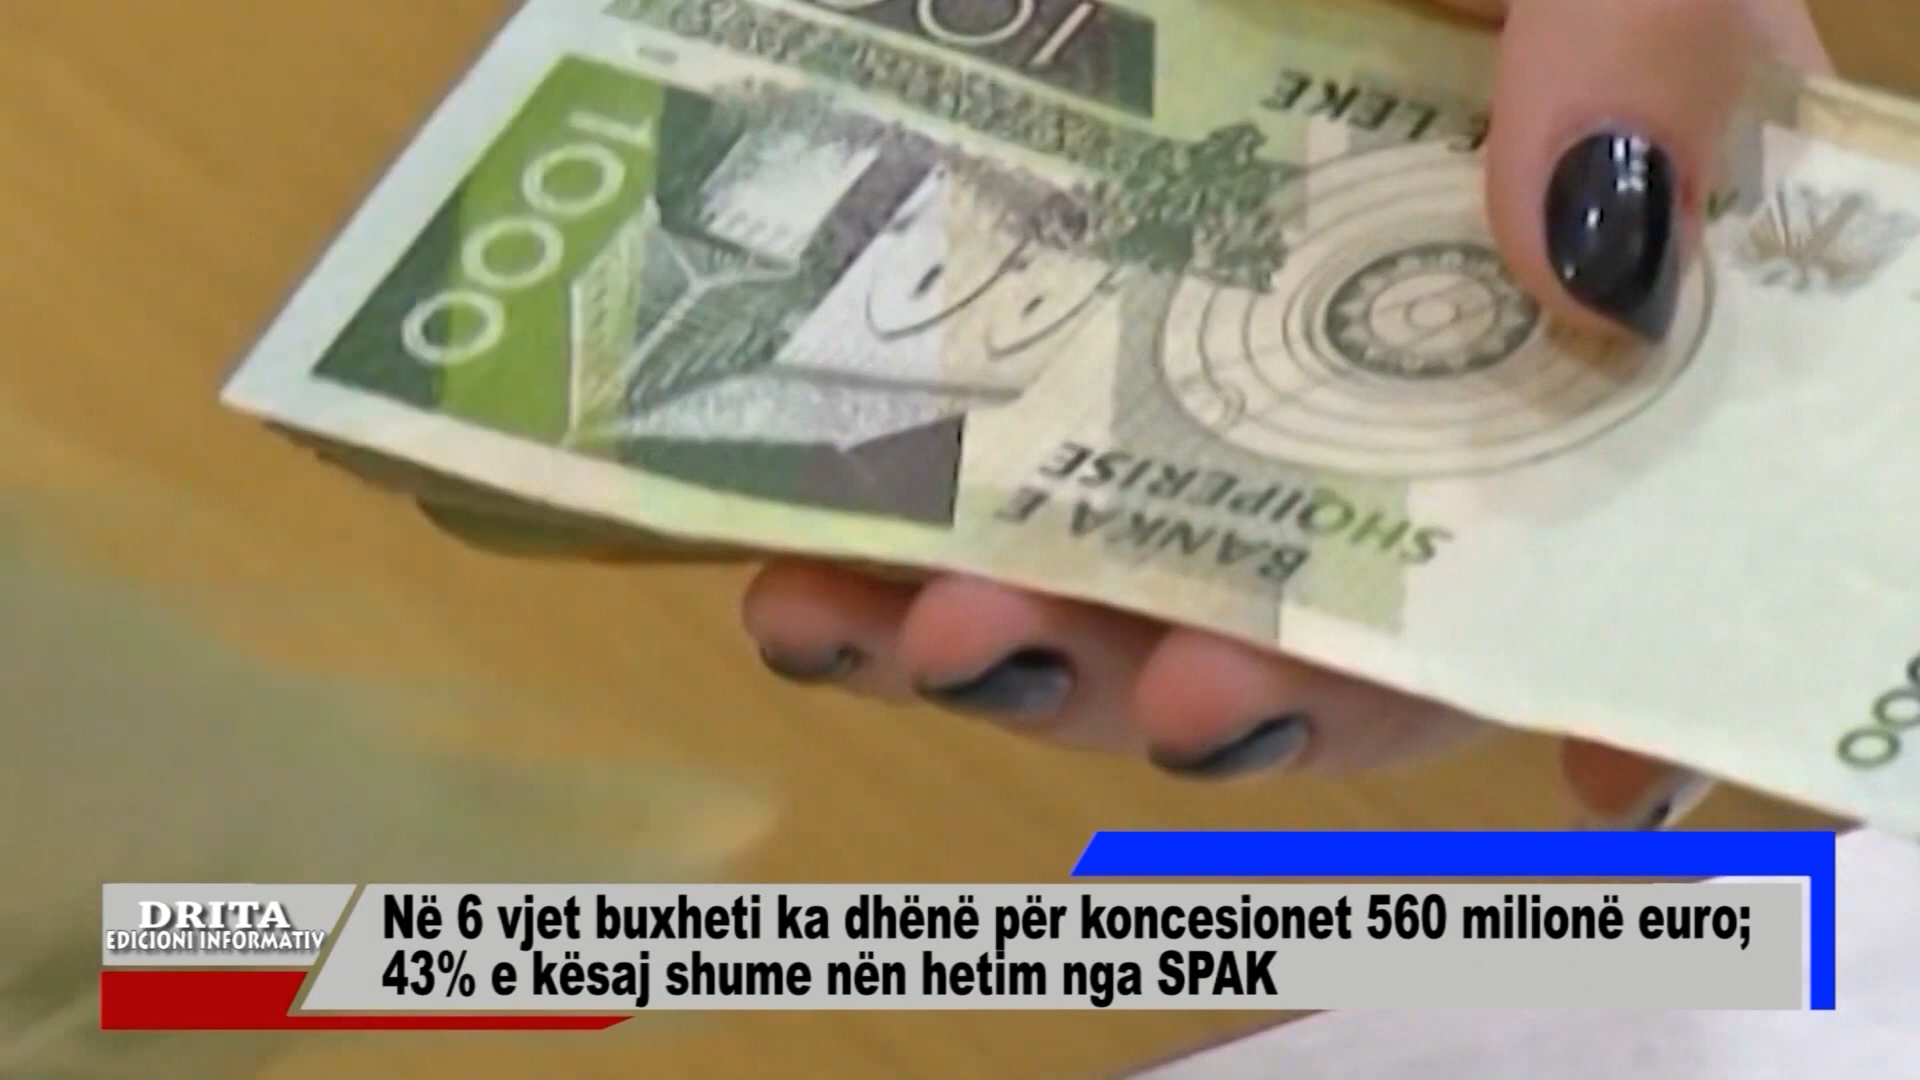 1000
E LEKE
BANKA E
SHQIPERISE
DRITA
EDICIONI INFORMATIV
Në 6 vjet buxheti ka dhënë për koncesionet 560 milionë euro;
43% e kësaj shume nën hetim nga SPAK